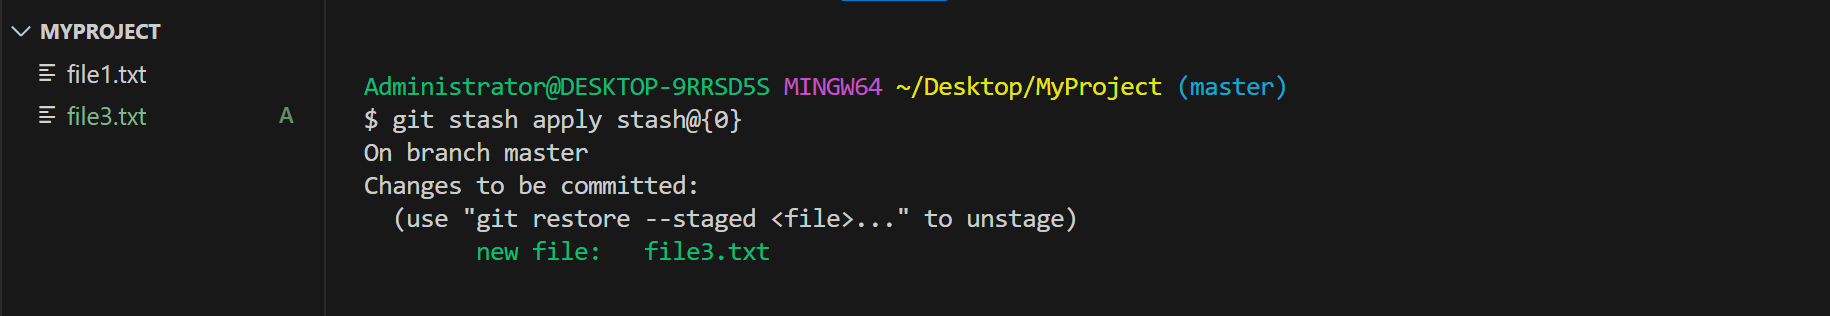 MYPROJECT
file1.txt
file3.txt A
Administrator@DESKTOP-9RRSD5S MINGW64 ~/Desktop/MyProject (master)
$ git stash apply stash@{0}
On branch master
Changes to be committed:
  (use "git restore --staged <file>..." to unstage)
        new file:   file3.txt